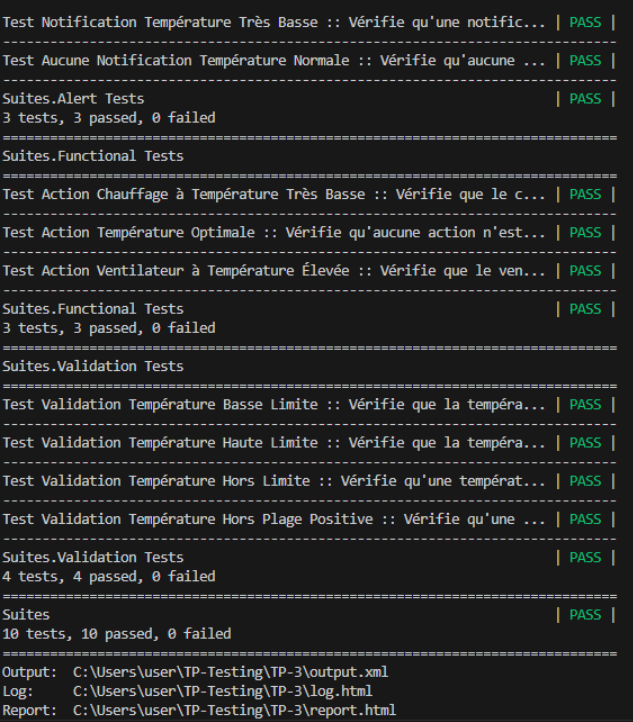 Test Notification Température Très Basse :: Vérifie qu'une notific... | PASS |
------------------------------------------------------------------------------
Test Aucune Notification Température Normale :: Vérifie qu'aucune ... | PASS |
------------------------------------------------------------------------------
Suites.Alert Tests                                                    | PASS |
3 tests, 3 passed, 0 failed
==============================================================================
Suites.Functional Tests
==============================================================================
Test Action Chauffage à Température Très Basse :: Vérifie que le c... | PASS |
------------------------------------------------------------------------------
Test Action Température Optimale :: Vérifie qu'aucune action n'est... | PASS |
------------------------------------------------------------------------------
Test Action Ventilateur à Température Élevée :: Vérifie que le ven... | PASS |
------------------------------------------------------------------------------
Suites.Functional Tests                                               | PASS |
3 tests, 3 passed, 0 failed
==============================================================================
Suites.Validation Tests
==============================================================================
Test Validation Température Basse Limite :: Vérifie que la tempéra... | PASS |
------------------------------------------------------------------------------
Test Validation Température Haute Limite :: Vérifie que la tempéra... | PASS |
------------------------------------------------------------------------------
Test Validation Température Hors Limite :: Vérifie qu'une températ... | PASS |
------------------------------------------------------------------------------
Test Validation Température Hors Plage Positive :: Vérifie qu'une ... | PASS |
------------------------------------------------------------------------------
Suites.Validation Tests                                               | PASS |
4 tests, 4 passed, 0 failed
==============================================================================
Suites                                                                | PASS |
10 tests, 10 passed, 0 failed
==============================================================================
Output:  C:\Users\user\TP-Testing\TP-3\output.xml
Log:     C:\Users\user\TP-Testing\TP-3\log.html
Report:  C:\Users\user\TP-Testing\TP-3\report.html